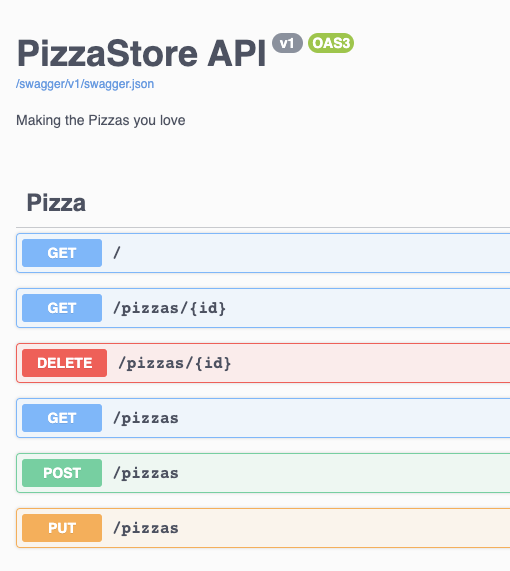 PizzaStore API v1 OAS3
/swagger/v1/swagger.json
Making the Pizzas you love
Pizza
GET /
GET /pizzas/{id}
DELETE /pizzas/{id}
GET /pizzas
POST /pizzas
PUT /pizzas